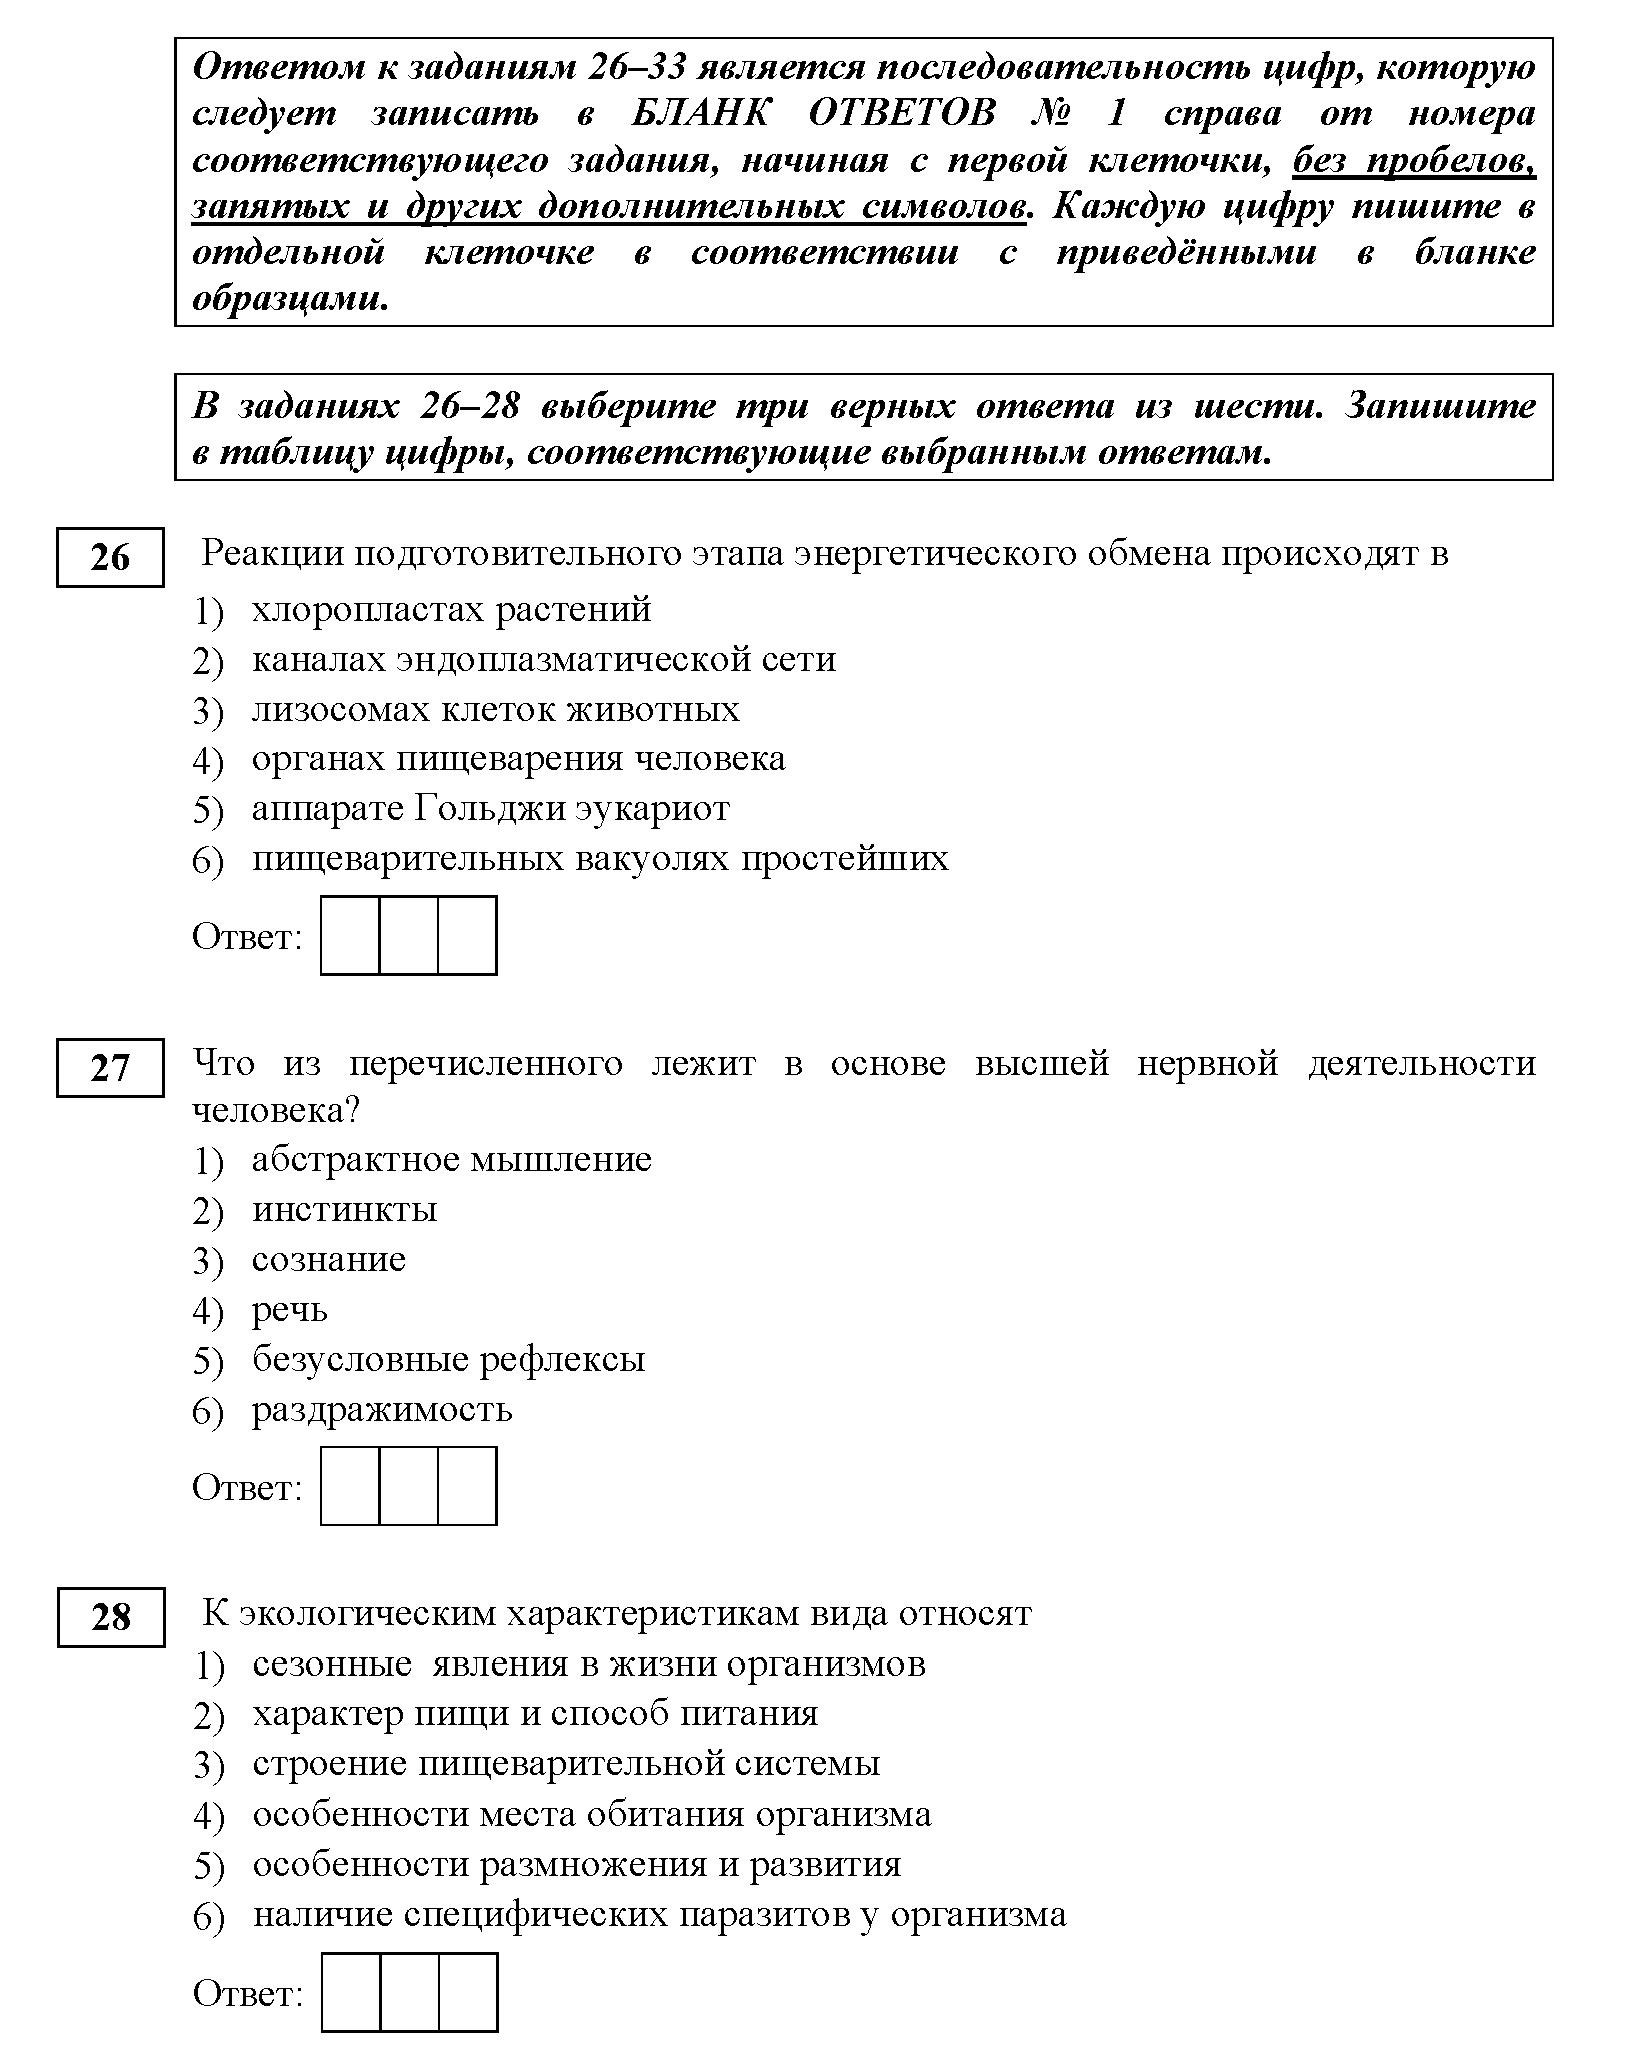 Ответом к заданиям 26–33 является последовательность цифр, которую
следует записать в БЛАНК ОТВЕТОВ № 1 справа от номера
соответствующего задания, начиная с первой клеточки, без пробелов,
запятых и других дополнительных символов. Каждую цифру пишите в
отдельной клеточке в соответствии с приведёнными в бланке
образцами.
В заданиях 26–28 выберите три верных ответа из шести. Запишите
в таблицу цифры, соответствующие выбранным ответам.
26 Реакции подготовительного этапа энергетического обмена происходят в
1) хлоропластах растений
2) каналах эндоплазматической сети
3) лизосомах клеток животных
4) органах пищеварения человека
5) аппарате Гольджи эукариот
6) пищеварительных вакуолях простейших
Ответ:
27 Что из перечисленного лежит в основе высшей нервной деятельности
человека?
1) абстрактное мышление
2) инстинкты
3) сознание
4) речь
5) безусловные рефлексы
6) раздражимость
Ответ:
28 К экологическим характеристикам вида относят
1) сезонные явления в жизни организмов
2) характер пищи и способ питания
3) строение пищеварительной системы
4) особенности места обитания организма
5) особенности размножения и развития
6) наличие специфических паразитов у организма
Ответ: